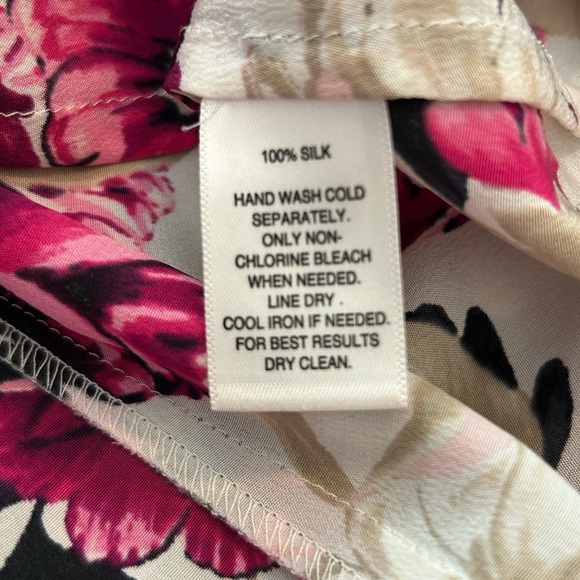 100% SILK
HAND WASH COLD
SEPARATELY.
ONLY NON-
CHLORINE BLEACH
WHEN NEEDED.
LINE DRY .
COOL IRON IF NEEDED.
FOR BEST RESULTS
DRY CLEAN.